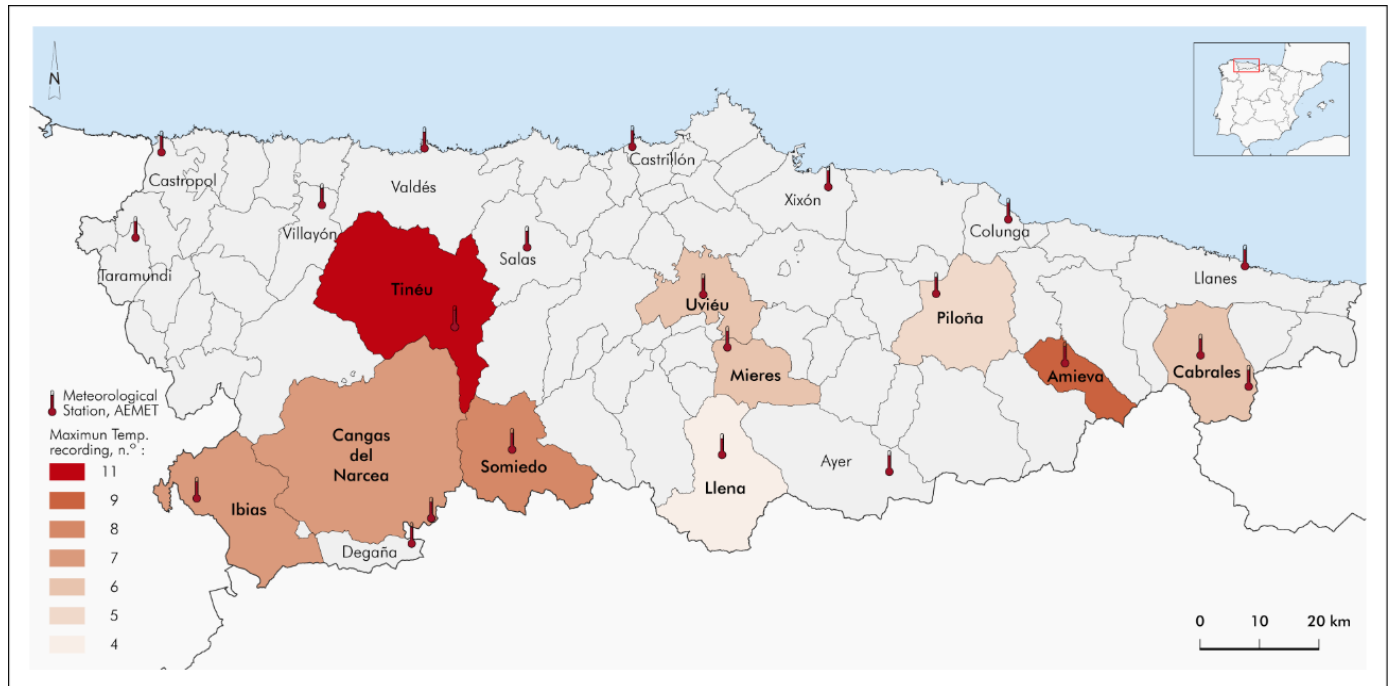 N
Castropol
Valdés
Castrillón
Xixón
Villayón
Colunga
Taramundi
Salas
Llanes
Tinéu
Uviéu
Piloña
Mieres
Amieva
Cabrales
Cangas
del
Narcea
Somiedo
Ayer
Llena
Ibias
Degaña
Meteorological
Station, AEMET
Maximun Temp.
recording, n.º :
11
9
8
7
6
5
4
0 10 20 km